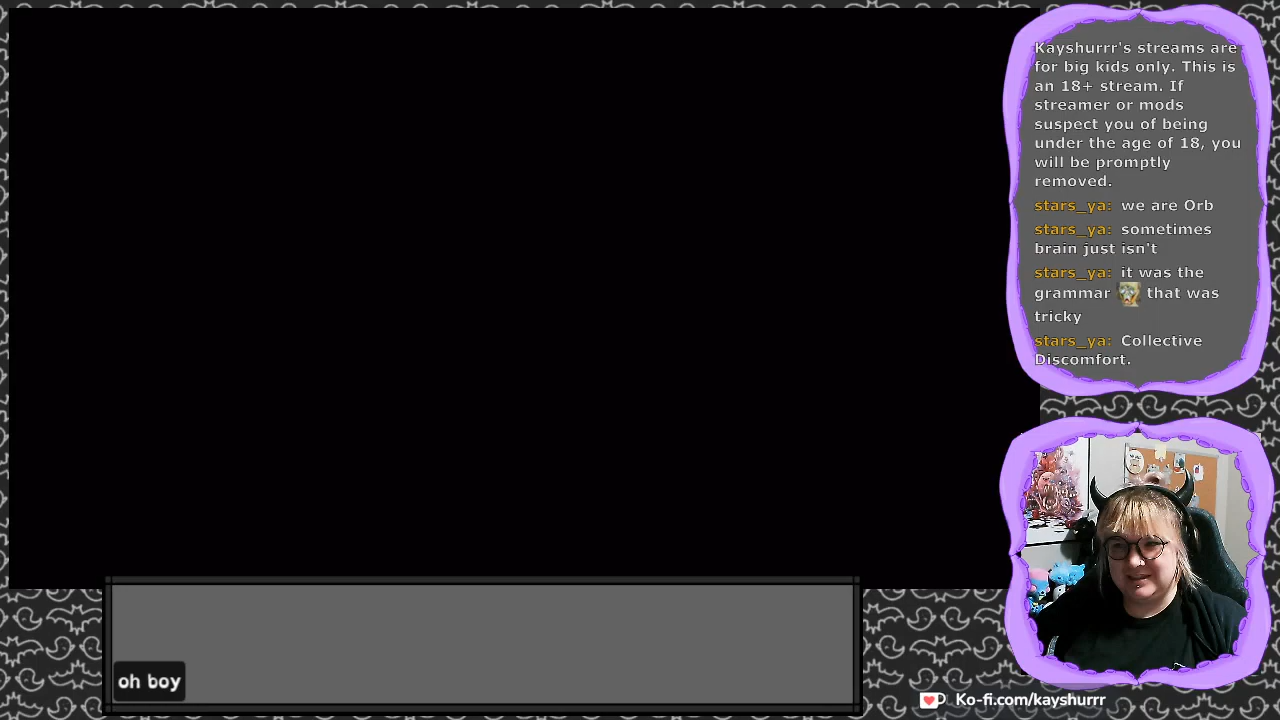 Kayshurrr's streams are
for big kids only. This is
an 18+ stream. If
streamer or mods
suspect you of being
under the age of 18, you
will be promptly
removed.
stars_ya: we are Orb
stars_ya: sometimes
brain just isn't
stars_ya: it was the
grammar that was
tricky
stars_ya: Collective
Discomfort.
oh boy
Ko-fi.com/kayshurrr